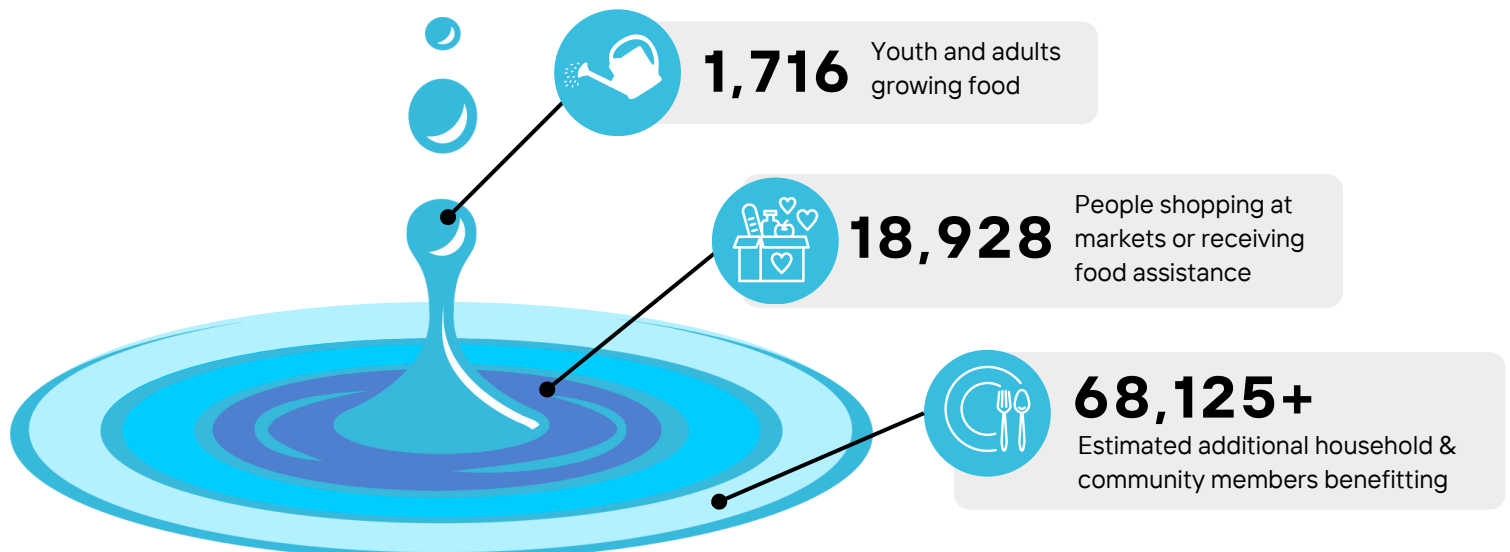 1,716
Youth and adults
growing food
18,928
People shopping at
markets or receiving
food assistance
68,125+
Estimated additional household &
community members benefitting